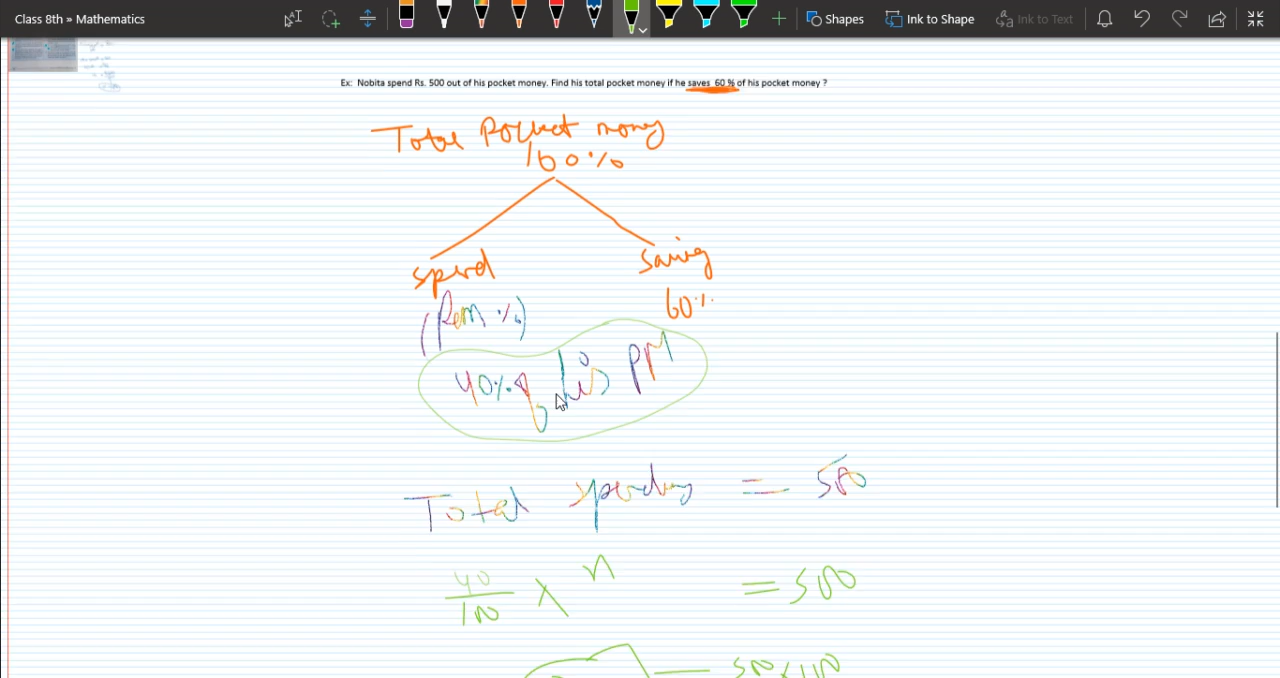 Class 8th » Mathematics
Shapes
Ink to Shape
Ink to Text
Ex: Nobita spend Rs. 500 out of his pocket money. Find his total pocket money if he saves 60 % of his pocket money ?
Total Pocket money
100%
Spend
Saving
(Rem %)
60%
40% of his PM
Total spending = 500
40/100 × n = 500